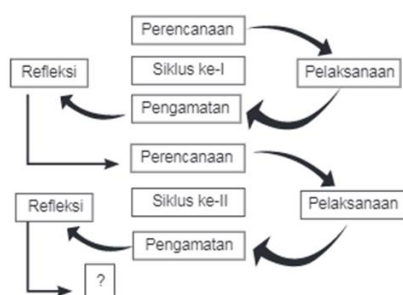 Perencanaan
Refleksi
Siklus ke-I
Pelaksanaan
Pengamatan
Perencanaan
Refleksi
Siklus ke-II
Pelaksanaan
Pengamatan
?